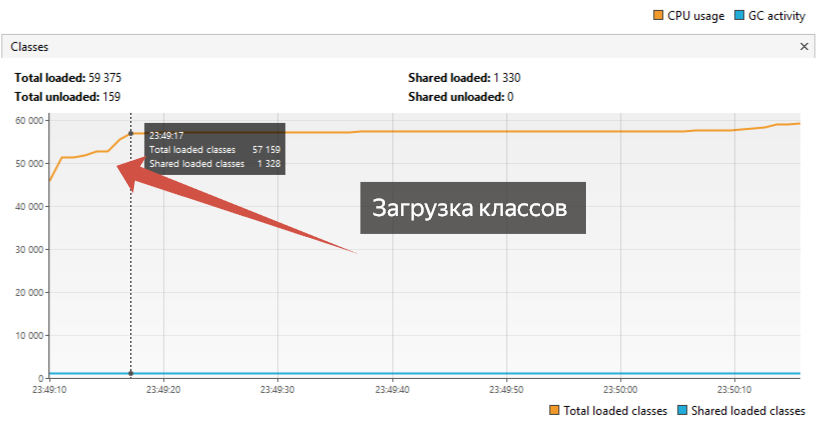 CPU usage GC activity
Classes ×
Total loaded: 59 375 Shared loaded: 1 330
Total unloaded: 159 Shared unloaded: 0
60 000
23:49:17
Total loaded classes 57 159
50 000
Shared loaded classes 1 328
Загрузка классов
40 000
30 000
20 000
10 000
0
23:49:10 23:49:20 23:49:30 23:49:40 23:49:50 23:50:00 23:50:10
Total loaded classes Shared loaded classes